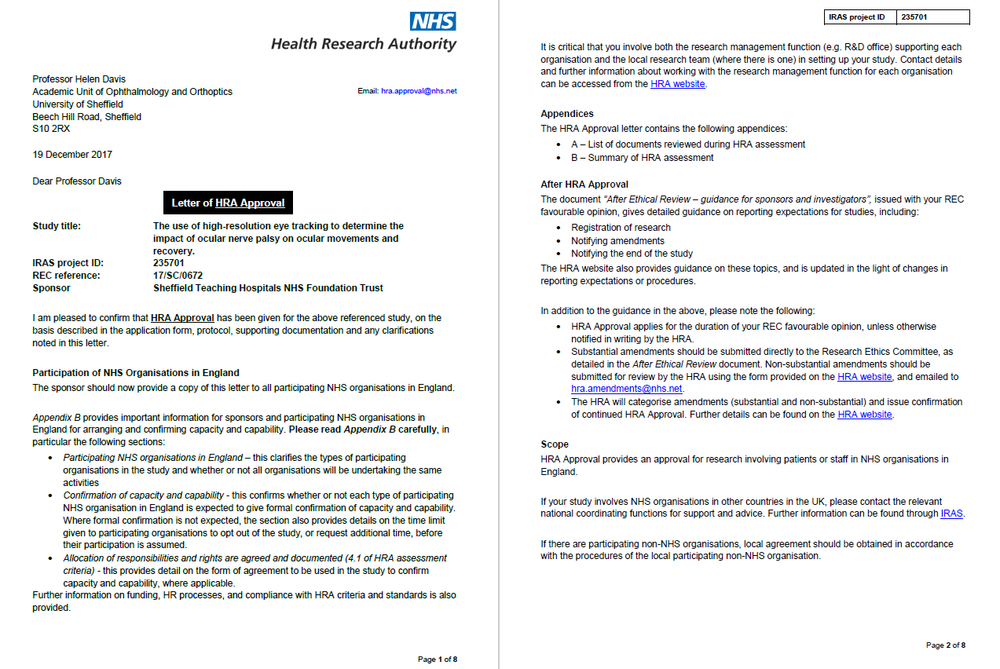 NHS
Health Research Authority
Professor Helen Davis
Academic Unit of Ophthalmology and Orthoptics
University of Sheffield
Beech Hill Road, Sheffield
S10 2RX
Email: hra.approval@nhs.net
19 December 2017
Dear Professor Davis
Letter of HRA Approval
Study title: The use of high-resolution eye tracking to determine the
impact of ocular nerve palsy on ocular movements and
recovery.
IRAS project ID: 235701
REC reference: 17/SC/0672
Sponsor Sheffield Teaching Hospitals NHS Foundation Trust
I am pleased to confirm that HRA Approval has been given for the above referenced study, on the
basis described in the application form, protocol, supporting documentation and any clarifications
noted in this letter.
Participation of NHS Organisations in England
The sponsor should now provide a copy of this letter to all participating NHS organisations in England.
Appendix B provides important information for sponsors and participating NHS organisations in
England for arranging and confirming capacity and capability. Please read Appendix B carefully, in
particular the following sections:
• Participating NHS organisations in England – this clarifies the types of participating
organisations in the study and whether or not all organisations will be undertaking the same
activities
• Confirmation of capacity and capability - this confirms whether or not each type of participating
NHS organisation in England is expected to give formal confirmation of capacity and capability.
Where formal confirmation is not expected, the section also provides details on the time limit
given to participating organisations to opt out of the study, or request additional time, before
their participation is assumed.
• Allocation of responsibilities and rights are agreed and documented (4.1 of HRA assessment
criteria) - this provides detail on the form of agreement to be used in the study to confirm
capacity and capability, where applicable.
Further information on funding, HR processes, and compliance with HRA criteria and standards is also
provided.
Page 1 of 8
IRAS project ID 235701
It is critical that you involve both the research management function (e.g. R&D office) supporting each
organisation and the local research team (where there is one) in setting up your study. Contact details
and further information about working with the research management function for each organisation
can be accessed from the HRA website.
Appendices
The HRA Approval letter contains the following appendices:
• A – List of documents reviewed during HRA assessment
• B – Summary of HRA assessment
After HRA Approval
The document “After Ethical Review – guidance for sponsors and investigators”, issued with your REC
favourable opinion, gives detailed guidance on reporting expectations for studies, including:
• Registration of research
• Notifying amendments
• Notifying the end of the study
The HRA website also provides guidance on these topics, and is updated in the light of changes in
reporting expectations or procedures.
In addition to the guidance in the above, please note the following:
• HRA Approval applies for the duration of your REC favourable opinion, unless otherwise
notified in writing by the HRA.
• Substantial amendments should be submitted directly to the Research Ethics Committee, as
detailed in the After Ethical Review document. Non-substantial amendments should be
submitted for review by the HRA using the form provided on the HRA website, and emailed to
hra.amendments@nhs.net.
• The HRA will categorise amendments (substantial and non-substantial) and issue confirmation
of continued HRA Approval. Further details can be found on the HRA website.
Scope
HRA Approval provides an approval for research involving patients or staff in NHS organisations in
England.
If your study involves NHS organisations in other countries in the UK, please contact the relevant
national coordinating functions for support and advice. Further information can be found through IRAS.
If there are participating non-NHS organisations, local agreement should be obtained in accordance
with the procedures of the local participating non-NHS organisation.
Page 2 of 8